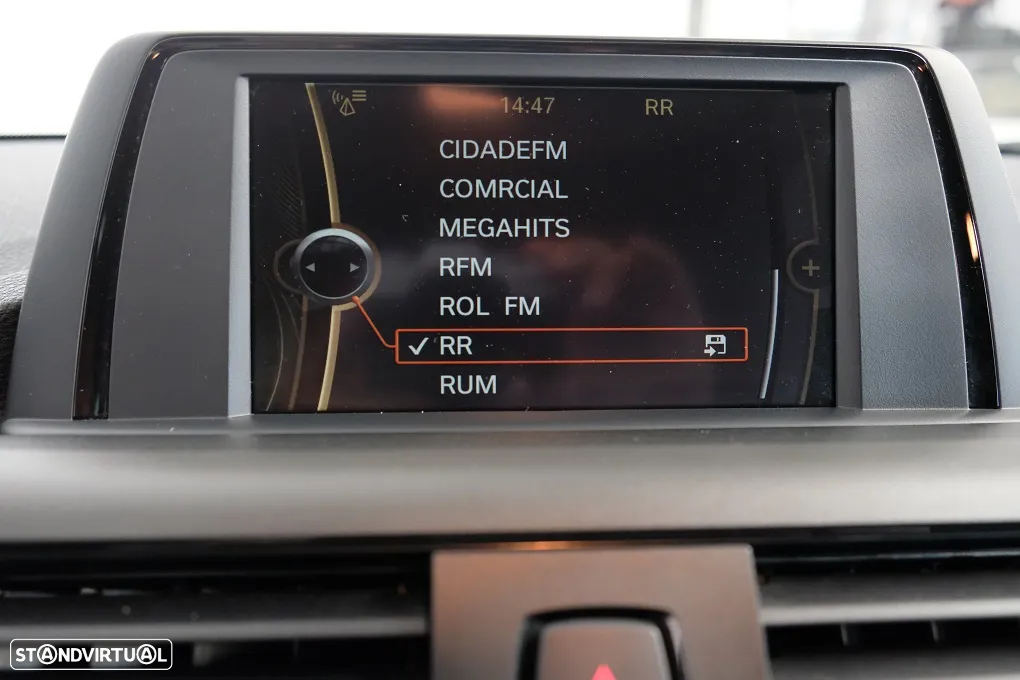 14:47 RR
CIDADEFM
COMRCIAL
MEGAHITS
RFM
ROL FM
RR
RUM
STANDVIRTUAL